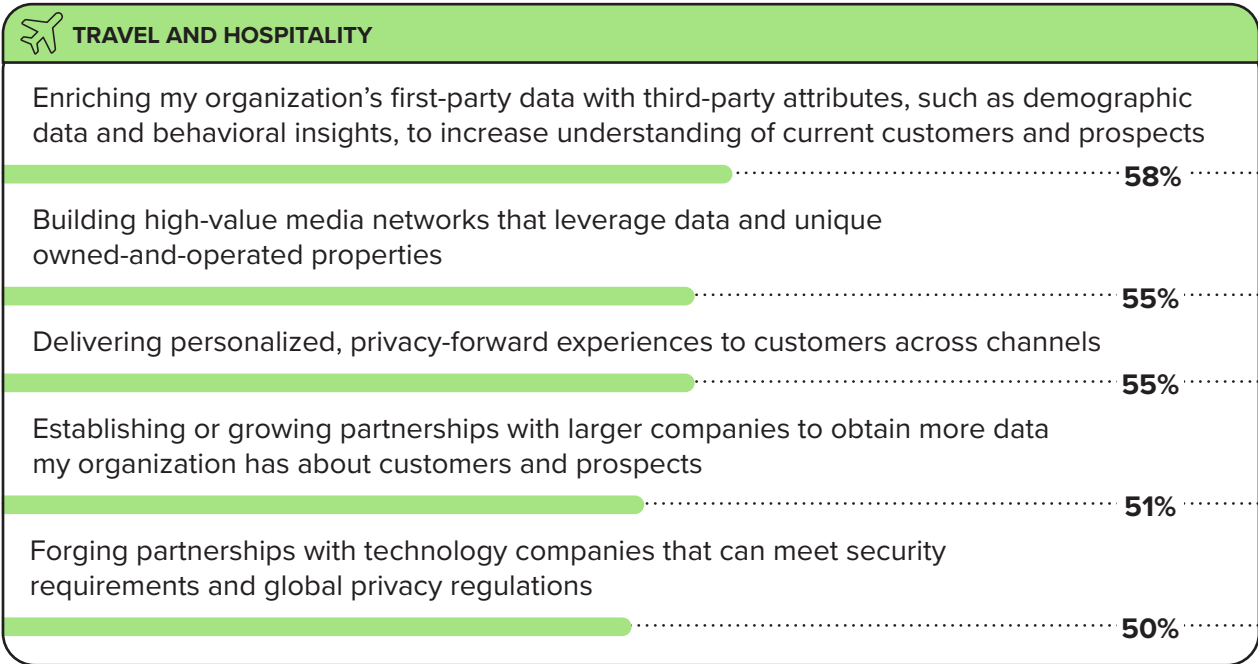 TRAVEL AND HOSPITALITY
Enriching my organization’s first-party data with third-party attributes, such as demographic
data and behavioral insights, to increase understanding of current customers and prospects
58%
Building high-value media networks that leverage data and unique
owned-and-operated properties
55%
Delivering personalized, privacy-forward experiences to customers across channels
55%
Establishing or growing partnerships with larger companies to obtain more data
my organization has about customers and prospects
51%
Forging partnerships with technology companies that can meet security
requirements and global privacy regulations
50%